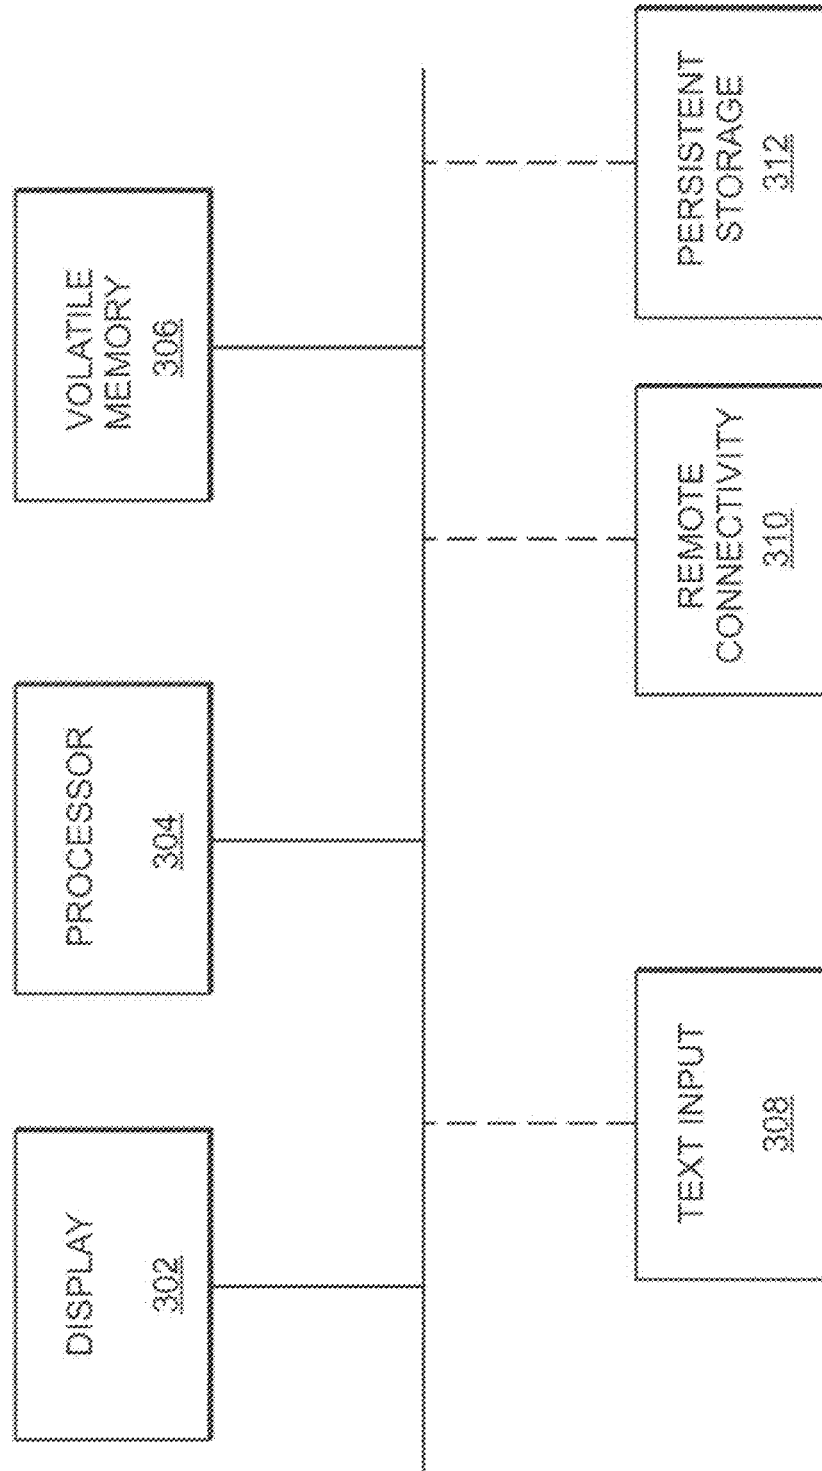 DISPLAY
302
PROCESSOR
304
VOLATILE
MEMORY
306
TEXT INPUT
308
REMOTE
CONNECTIVITY
310
PERSISTENT
STORAGE
312